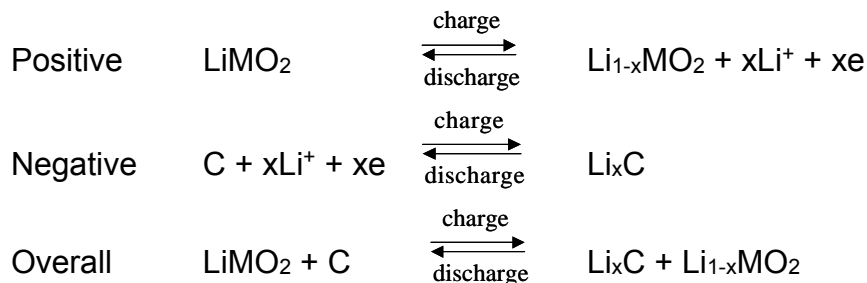 charge
Positive LiMO₂ Li₁₋ₓMO₂ + xLi⁺ + xe
discharge
charge
Negative C + xLi⁺ + xe LiₓC
discharge
charge
Overall LiMO₂ + C LiₓC + Li₁₋ₓMO₂
discharge